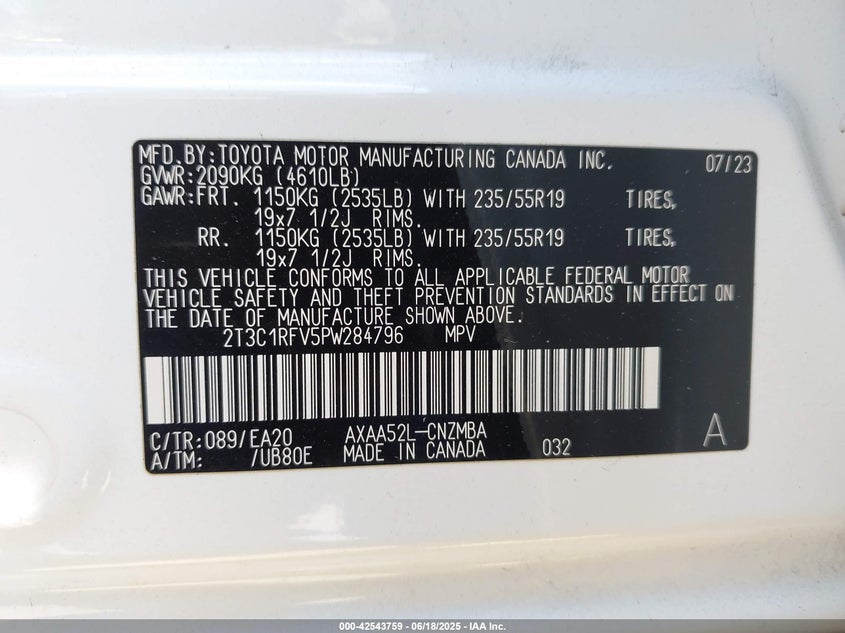 MFD.BY:TOYOTA MOTOR MANUFACTURING CANADA INC. 07/23
GVWR:2090KG (4610LB)
GAWR:FRT. 1150KG (2535LB) WITH 235/55R19 TIRES,
19x7 1/2J RIMS.
RR. 1150KG (2535LB) WITH 235/55R19 TIRES,
19x7 1/2J RIMS.
THIS VEHICLE CONFORMS TO ALL APPLICABLE FEDERAL MOTOR
VEHICLE SAFETY AND THEFT PREVENTION STANDARDS IN EFFECT ON
THE DATE OF MANUFACTURE SHOWN ABOVE.
2T3C1RFV5PW284796 MPV
C/TR:089/EA20 AXAA52L-CNZMBA A
A/TM: /UB80E MADE IN CANADA 032
000-42543759 - 06/18/2025 - IAA Inc.